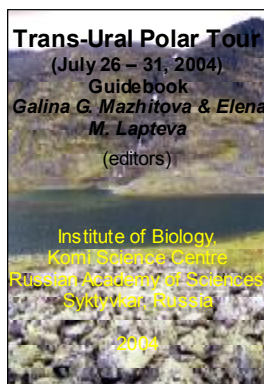 Trans-Ural Polar Tour
(July 26 – 31, 2004)
Guidebook
Galina G. Mazhitova & Elena
M. Lapteva
(editors)
Institute of Biology,
Komi Science Centre
Russian Academy of Sciences
Syktyvkar, Russia
2004